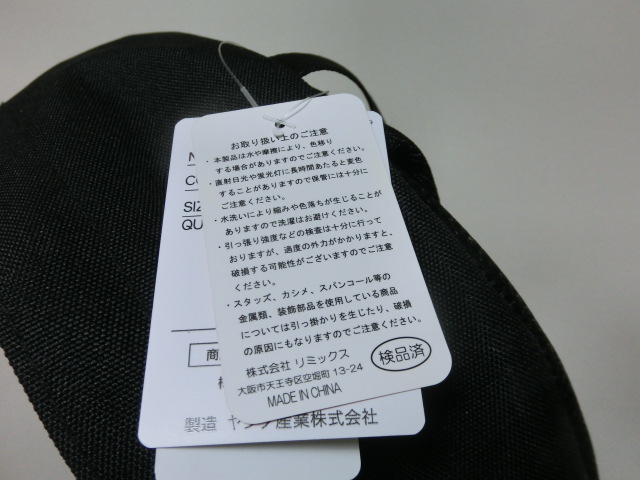 お取り扱い上のご注意
・本製品は水や摩擦により、色移り
する場合がありますのでご注意ください。
・直射日光や蛍光灯に長時間あたると変色
することがありますので保管には十分に
ご注意ください。
・水洗いにより縮みや色落ちが生じることが
ありますので洗濯はお避けください。
・引っ張り強度などの検査は十分に行って
おりますが、過度の外力がかかりますと、
破損する可能性がございますのでご注意
ください。
・スタッズ、カシメ、スパンコール等の
金属類、装飾部品を使用している商品
については引っ掛かりを生じたり、破損
の原因にもなりますのでご注意ください。
株式会社 リミックス
検品済
大阪市天王寺区空堀町 13-24
MADE IN CHINA
SIZ
QU
商
製造 ヤング産業株式会社